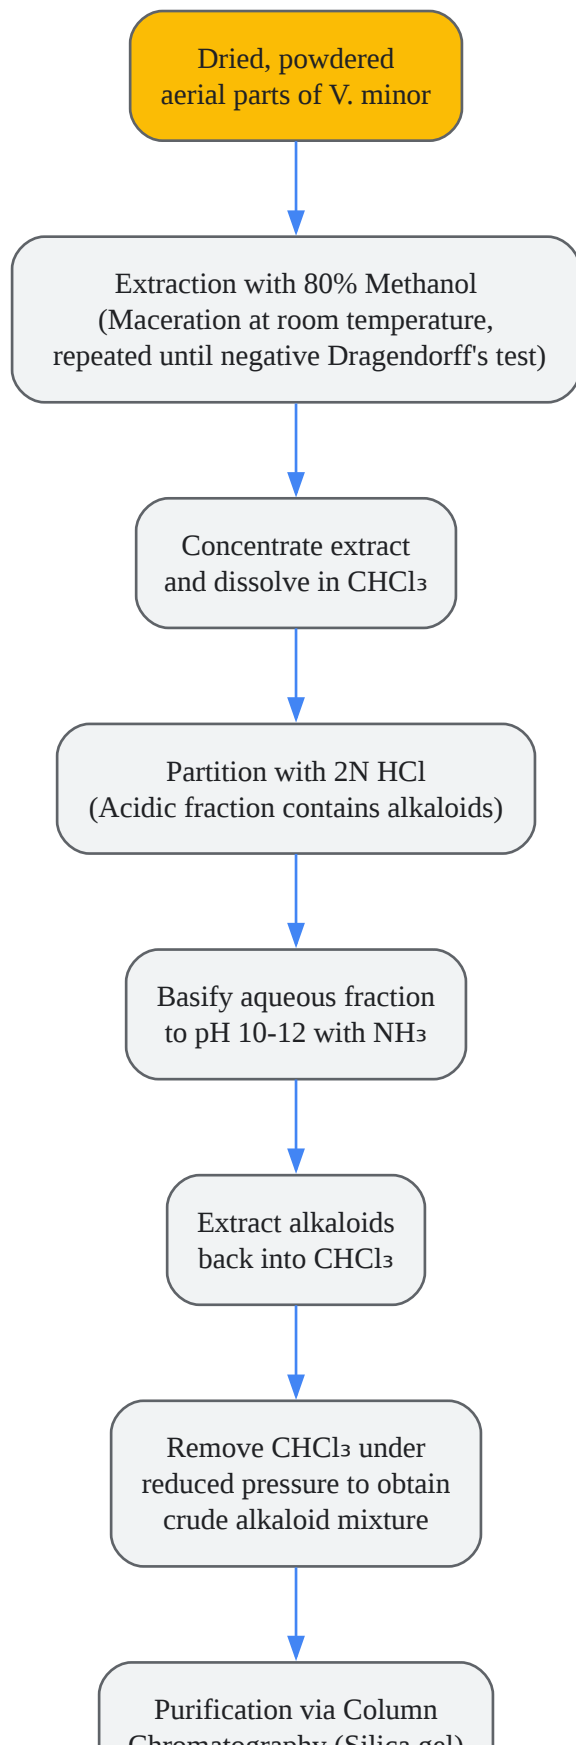 Dried, powdered
aerial parts of V. minor
Extraction with 80% Methanol
(Maceration at room temperature,
repeated until negative Dragendorff's test)
Concentrate extract
and dissolve in CHCl₃
Partition with 2N HCl
(Acidic fraction contains alkaloids)
Basify aqueous fraction
to pH 10-12 with NH₃
Extract alkaloids
back into CHCl₃
Remove CHCl₃ under
reduced pressure to obtain
crude alkaloid mixture
Purification via Column
Chromatography (Silica gel)